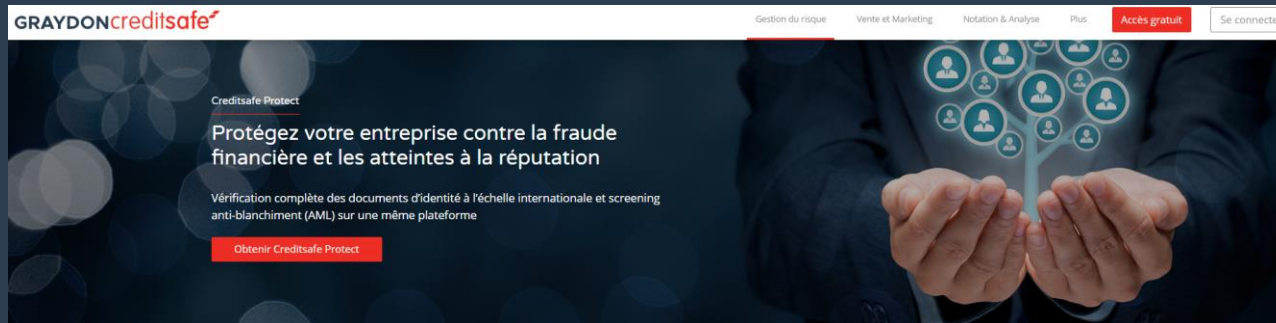 GRAYDONcreditsafe
Gestion du risque Vente et Marketing Notation & Analyse Plus Accès gratuit Se connecte
Creditsafe Protect
Protégez votre entreprise contre la fraude
financière et les atteintes à la réputation
Vérification complète des documents d'identité à l'échelle internationale et screening
anti-blanchiment (AML) sur une même plateforme
Obtenir Creditsafe Protect